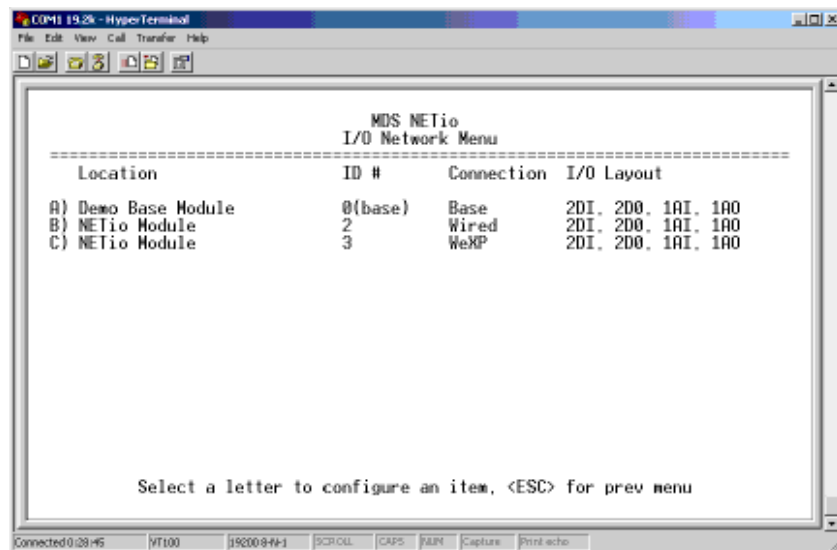 COM1 19.2k - HyperTerminal
File Edit View Call Transfer Help
MDS NETio
I/O Network Menu
==========================================================================
Location ID # Connection I/O Layout
A) Demo Base Module 0(base) Base 2DI, 2DO, 1AI, 1AO
B) NETio Module 2 Wired 2DI, 2DO, 1AI, 1AO
C) NETio Module 3 WeXP 2DI, 2DO, 1AI, 1AO
Select a letter to configure an item, <ESC> for prev menu
Connected 0:28:45 VT100 19200 8-N-1 SCROLL CAPS NUM Capture Print echo